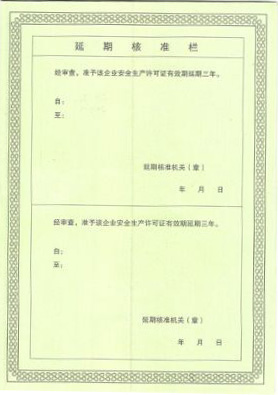 延期核准栏
经审查，准予该企业安全生产许可证有效期延期三年。
自：
至：
延期核准机关（章）
年 月 日
经审查，准予该企业安全生产许可证有效期延期三年。
自：
至：
延期核准机关（章）
年 月 日